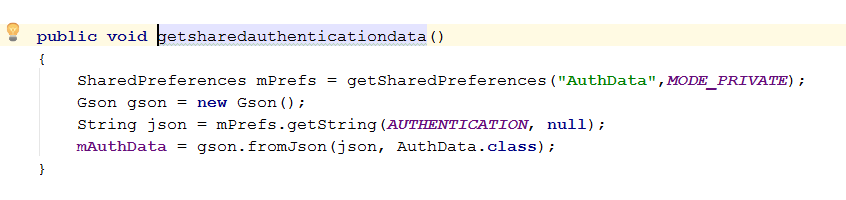 public void getsharedauthenticationdata()
{
SharedPreferences mPrefs = getSharedPreferences("AuthData",MODE_PRIVATE);
Gson gson = new Gson();
String json = mPrefs.getString(AUTHENTICATION, null);
mAuthData = gson.fromJson(json, AuthData.class);
}